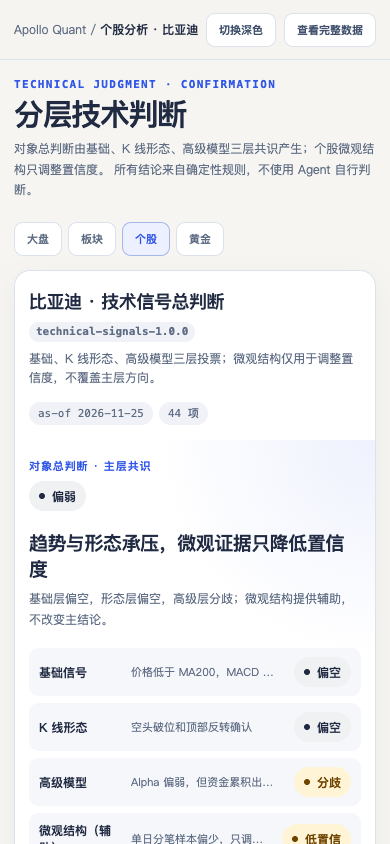 Apollo Quant / 个股分析 · 比亚迪
切换深色
查看完整数据
TECHNICAL JUDGMENT · CONFIRMATION
分层技术判断
对象总判断由基础、K 线形态、高级模型三层共识产生；个股微观结
构只调整置信度。 所有结论来自确定性规则，不使用 Agent 自行判
断。
大盘
板块
个股
黄金
比亚迪 · 技术信号总判断
technical-signals-1.0.0
基础、K 线形态、高级模型三层投票；微观结构仅用于调整置
信度，不覆盖主层方向。
as-of 2026-11-25
44 项
对象总判断 · 主层共识
偏弱
趋势与形态承压，微观证据只降低置信
度
基础层偏空，形态层偏空，高级层分歧；微观结构提供辅助，
不改变主结论。
基础信号
价格低于 MA200，MACD ...
偏空
K 线形态
空头破位和顶部反转确认
偏空
高级模型
Alpha 偏弱，但资金累积出...
分歧
微观结构（辅
助）
单日分笔样本偏少，只调...
低置信